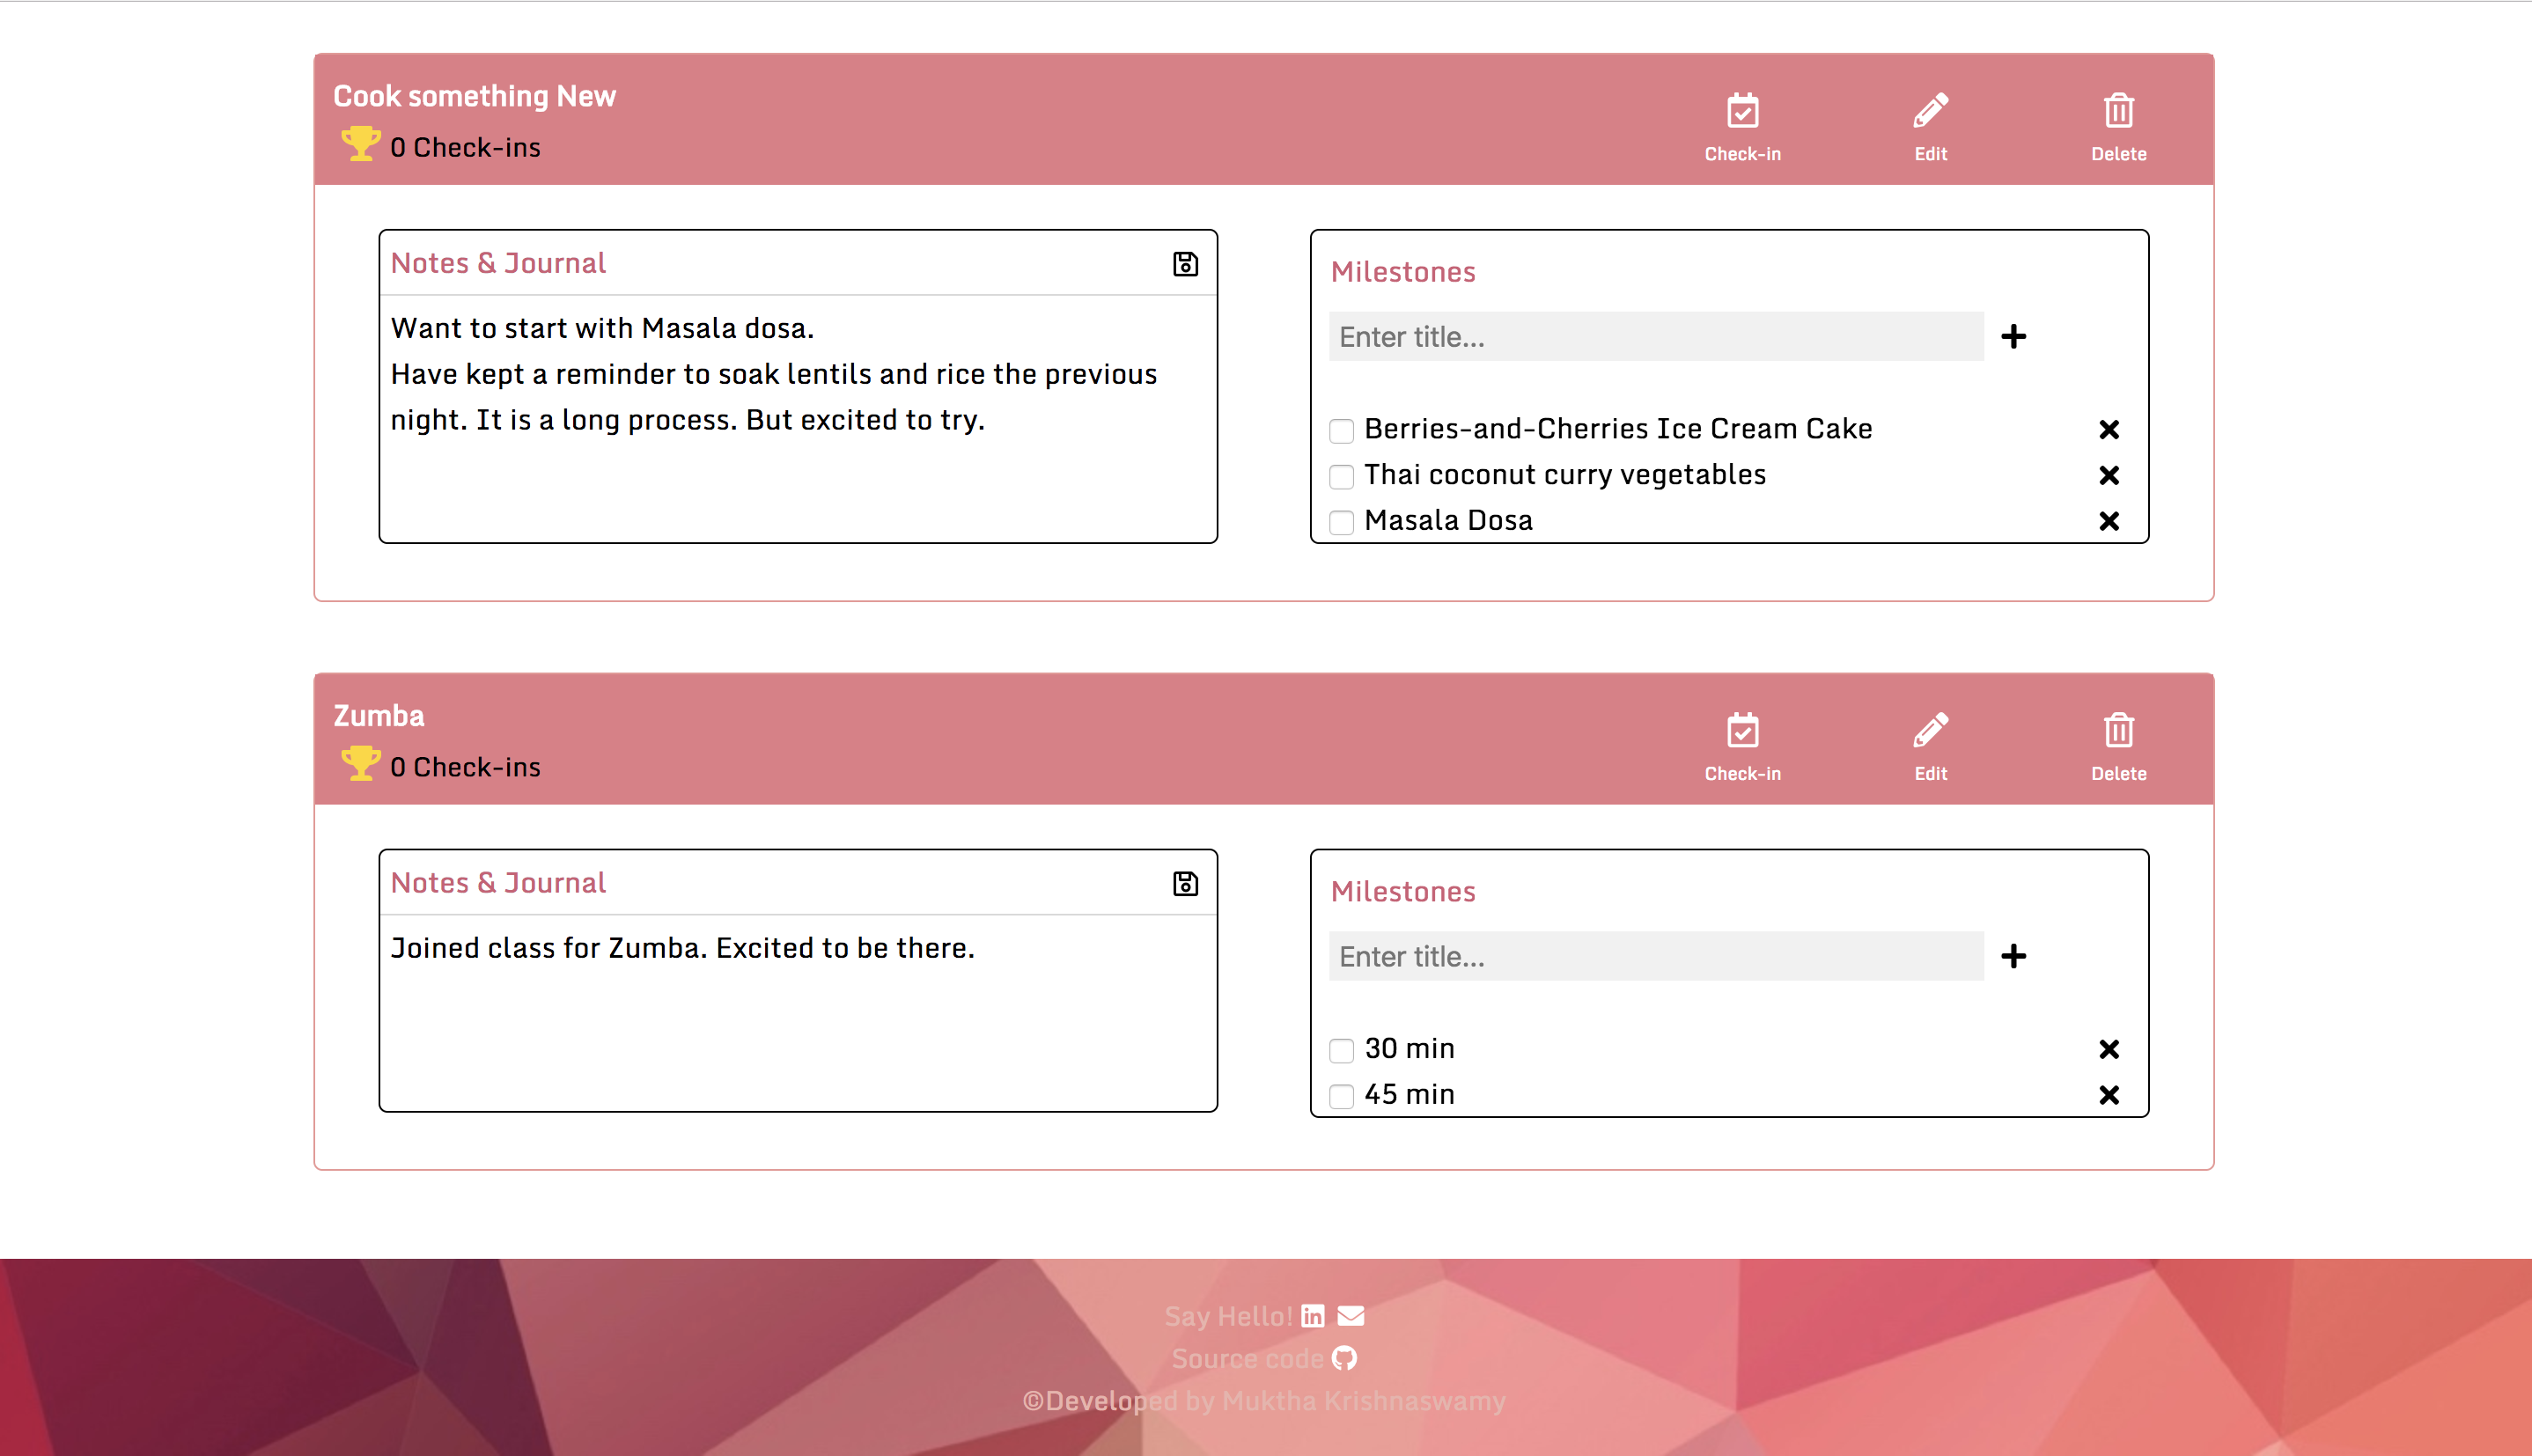 Cook something New
0 Check-ins
Check-in
Edit
Delete
Notes & Journal
Want to start with Masala dosa.
Have kept a reminder to soak lentils and rice the previous
night. It is a long process. But excited to try.
Milestones
Enter title...
Berries-and-Cherries Ice Cream Cake
Thai coconut curry vegetables
Masala Dosa
Zumba
0 Check-ins
Check-in
Edit
Delete
Notes & Journal
Joined class for Zumba. Excited to be there.
Milestones
Enter title...
30 min
45 min
Say Hello!
Source code
©Developed by Muktha Krishnaswamy